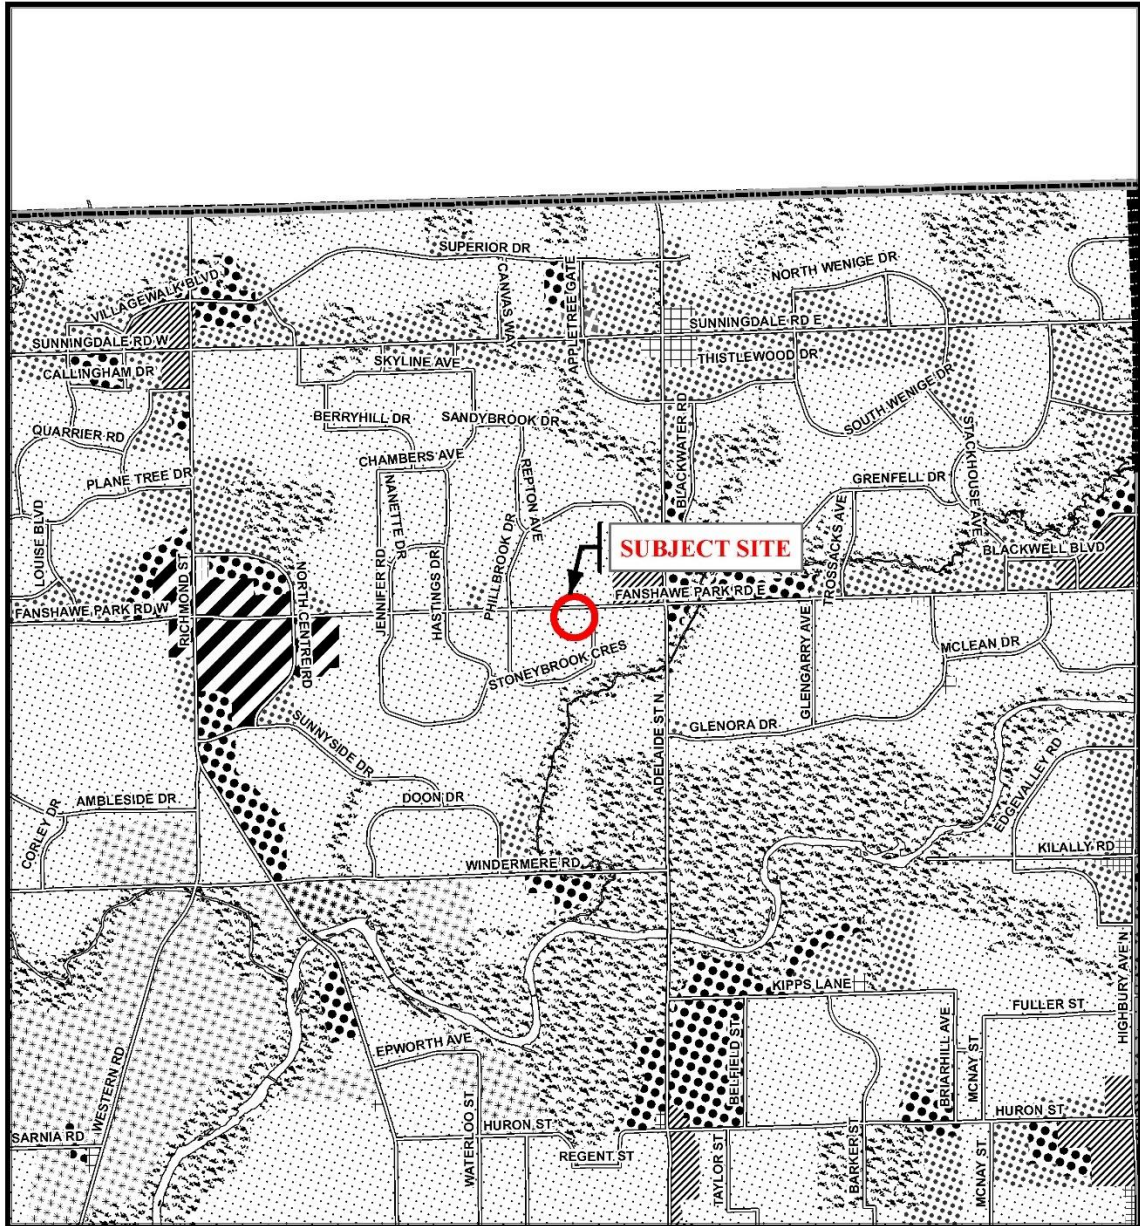 SUPERIOR DR
CANVAS WAY
APPLETREE GATE
NORTH WENIGE DR
VILLAGEWALK BLVD.
SUNNINGDALE RD W
SUNNINGDALE RD E
SKYLINE AVE
THISTLEWOOD DR
CALLINGHAM DR
BERRYHILL DR
SANDYBROOK DR
BLACKWATER RD
SOUTH WENIGE DR
QUARRIER RD
CHAMBERS AVE
REPTON AVE
STACKHOUSE AVE
PLANE TREE DR
NANETTE DR
GRENFELL DR
LOUISE BLVD
RICHMOND ST
NORTH CENTRE RD
JENNIFER RD
HASTINGS DR
PHILLBROOK DR
SUBJECT SITE
TROSSACKS AVE
BLACKWELL BLVD
FANSHAWE PARK RD W
FANSHAWE PARK RD E
STONEYBROOK CRES
GLENGARRY AVE
MCLEAN DR
SUNNYSIDE DR
ADELAIDE ST N
GLENORA DR
EDGEVALLEY RD
AMBLESIDE DR
DOON DR
CORLEY DR
WINDERMERE RD
KILALLY RD
HIGHBURY AVE N
KIPPS LANE
FULLER ST
WESTERN RD
EPWORTH AVE
BELFIELD ST
BRIARHILL AVE
MCNAY ST
SARNIA RD
WATERLOO ST
HURON ST
HURON ST
REGENT ST
TAYLOR ST
BARKER ST
MCNAY ST